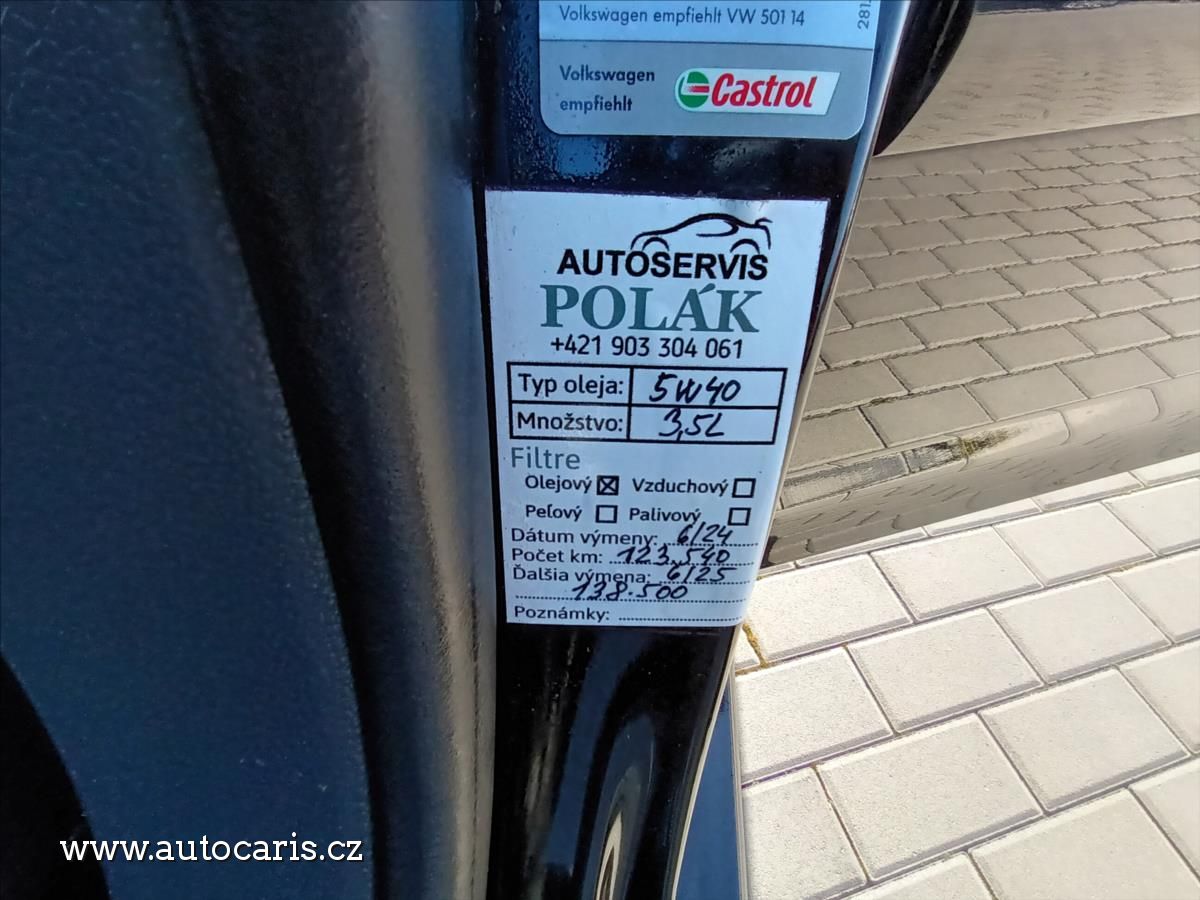 Volkswagen empfiehlt VW 501 14
Volkswagen
empfiehlt
Castrol
AUTOSERVIS
POLÁK
+421 903 304 061
Typ oleja: 5W40
Množstvo: 3,5L
Filtre
Olejový Vzduchový
Peľový Palivový
Dátum výmeny: 6/24
Počet km: 123.540
Ďalšia výmena: 6/25
138.500
Poznámky:
www.autocaris.cz